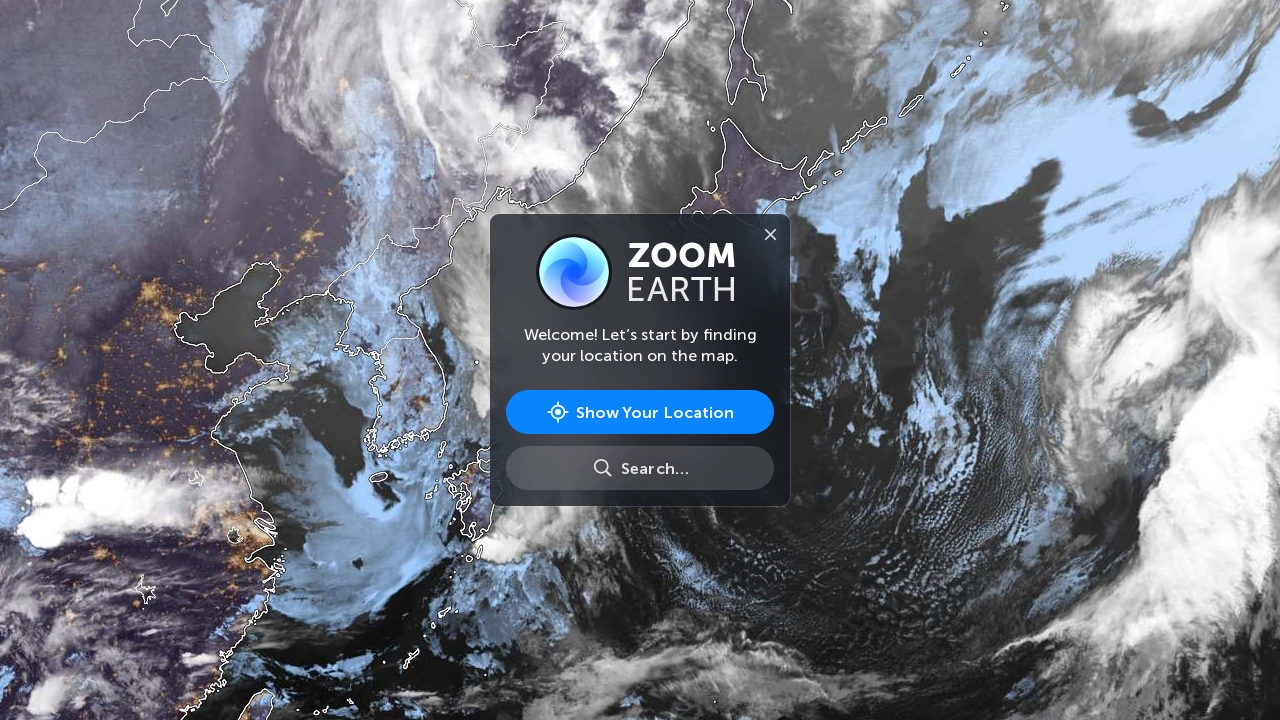 ZOOM
EARTH
Welcome! Let’s start by finding
your location on the map.
Show Your Location
Search…